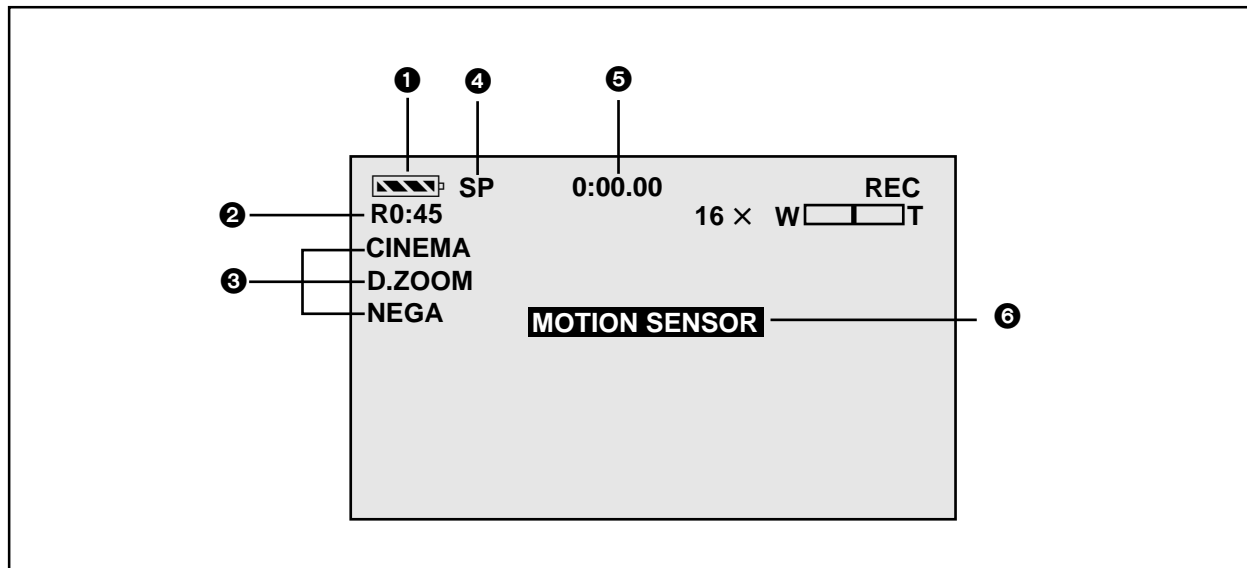 ❶ ❹ ❺
SP 0:00.00 REC
❷ R0:45 16 × W T
CINEMA
❸ D.ZOOM
NEGA
MOTION SENSOR ❻